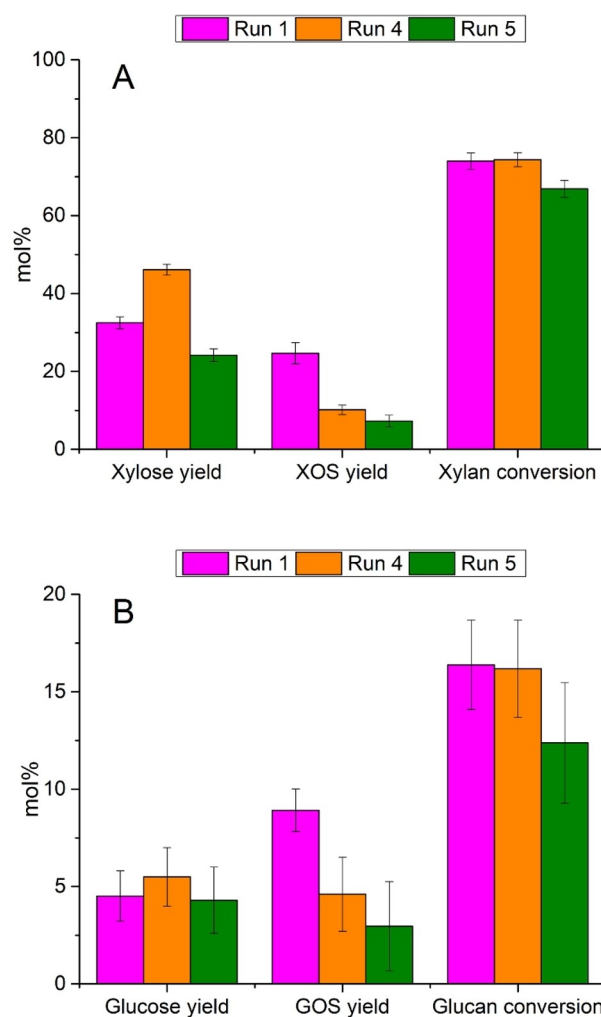 Run 1 Run 4 Run 5
A
100
80
60
40
20
0
mol%
Xylose yield XOS yield Xylan conversion
Run 1 Run 4 Run 5
B
20
15
10
5
0
mol%
Glucose yield GOS yield Glucan conversion